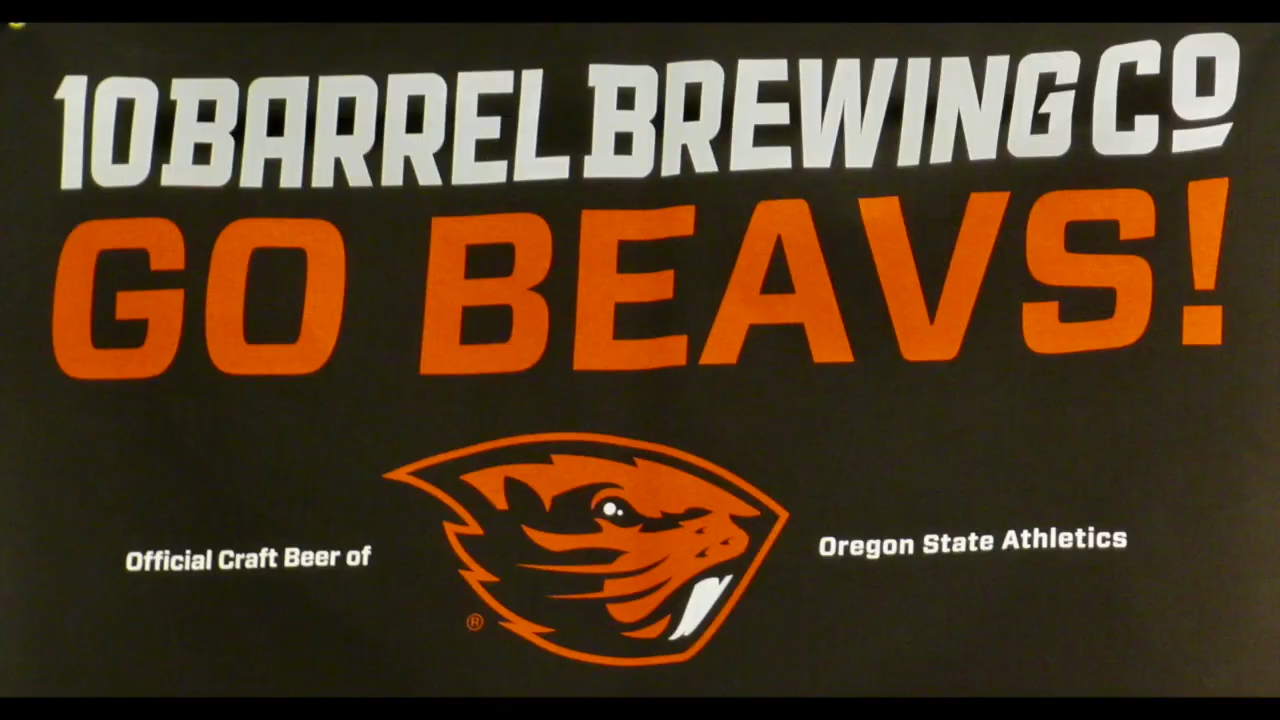 10 BARREL BREWING CO
GO BEAVS!
Official Craft Beer of
Oregon State Athletics
®